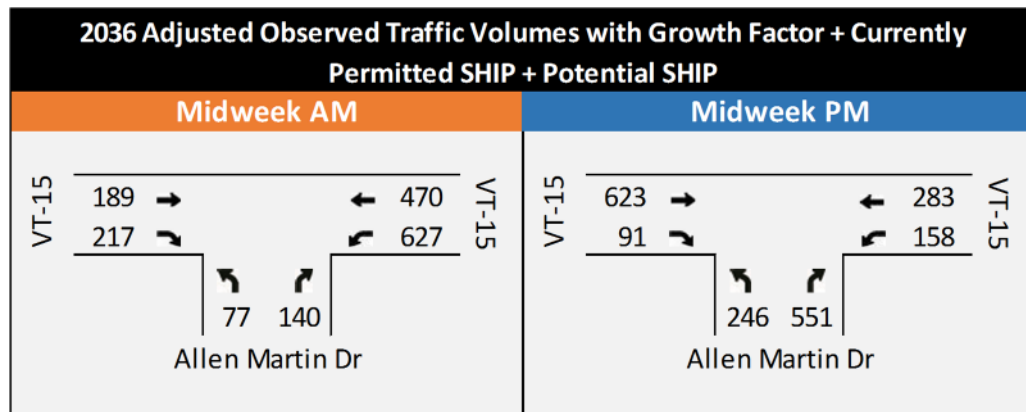 2036 Adjusted Observed Traffic Volumes with Growth Factor + Currently
Permitted SHIP + Potential SHIP
Midweek AM
VT-15
189
470
217
627
VT-15
77 140
Allen Martin Dr
Midweek PM
VT-15
623
283
91
158
VT-15
246 551
Allen Martin Dr